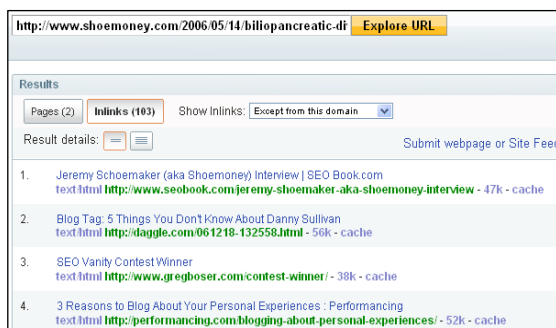 http://www.shoemoney.com/2006/05/14/biliopancreatic-di Explore URL
Results
Pages (2) Inlinks (103) Show Inlinks: Except from this domain
Result details: Submit webpage or Site Feed
1. Jeremy Schoemaker (aka Shoemoney) Interview | SEO Book.com
text/html http://www.seobook.com/jeremy-shoemaker-aka-shoemoney-interview - 47k - cache
2. Blog Tag: 5 Things You Don't Know About Danny Sullivan
text/html http://daggle.com/061218-132558.html - 56k - cache
3. SEO Vanity Contest Winner
text/html http://www.gregboser.com/contest-winner/ - 38k - cache
4. 3 Reasons to Blog About Your Personal Experiences : Performancing
text/html http://performancing.com/blogging-about-personal-experiences/ - 52k - cache